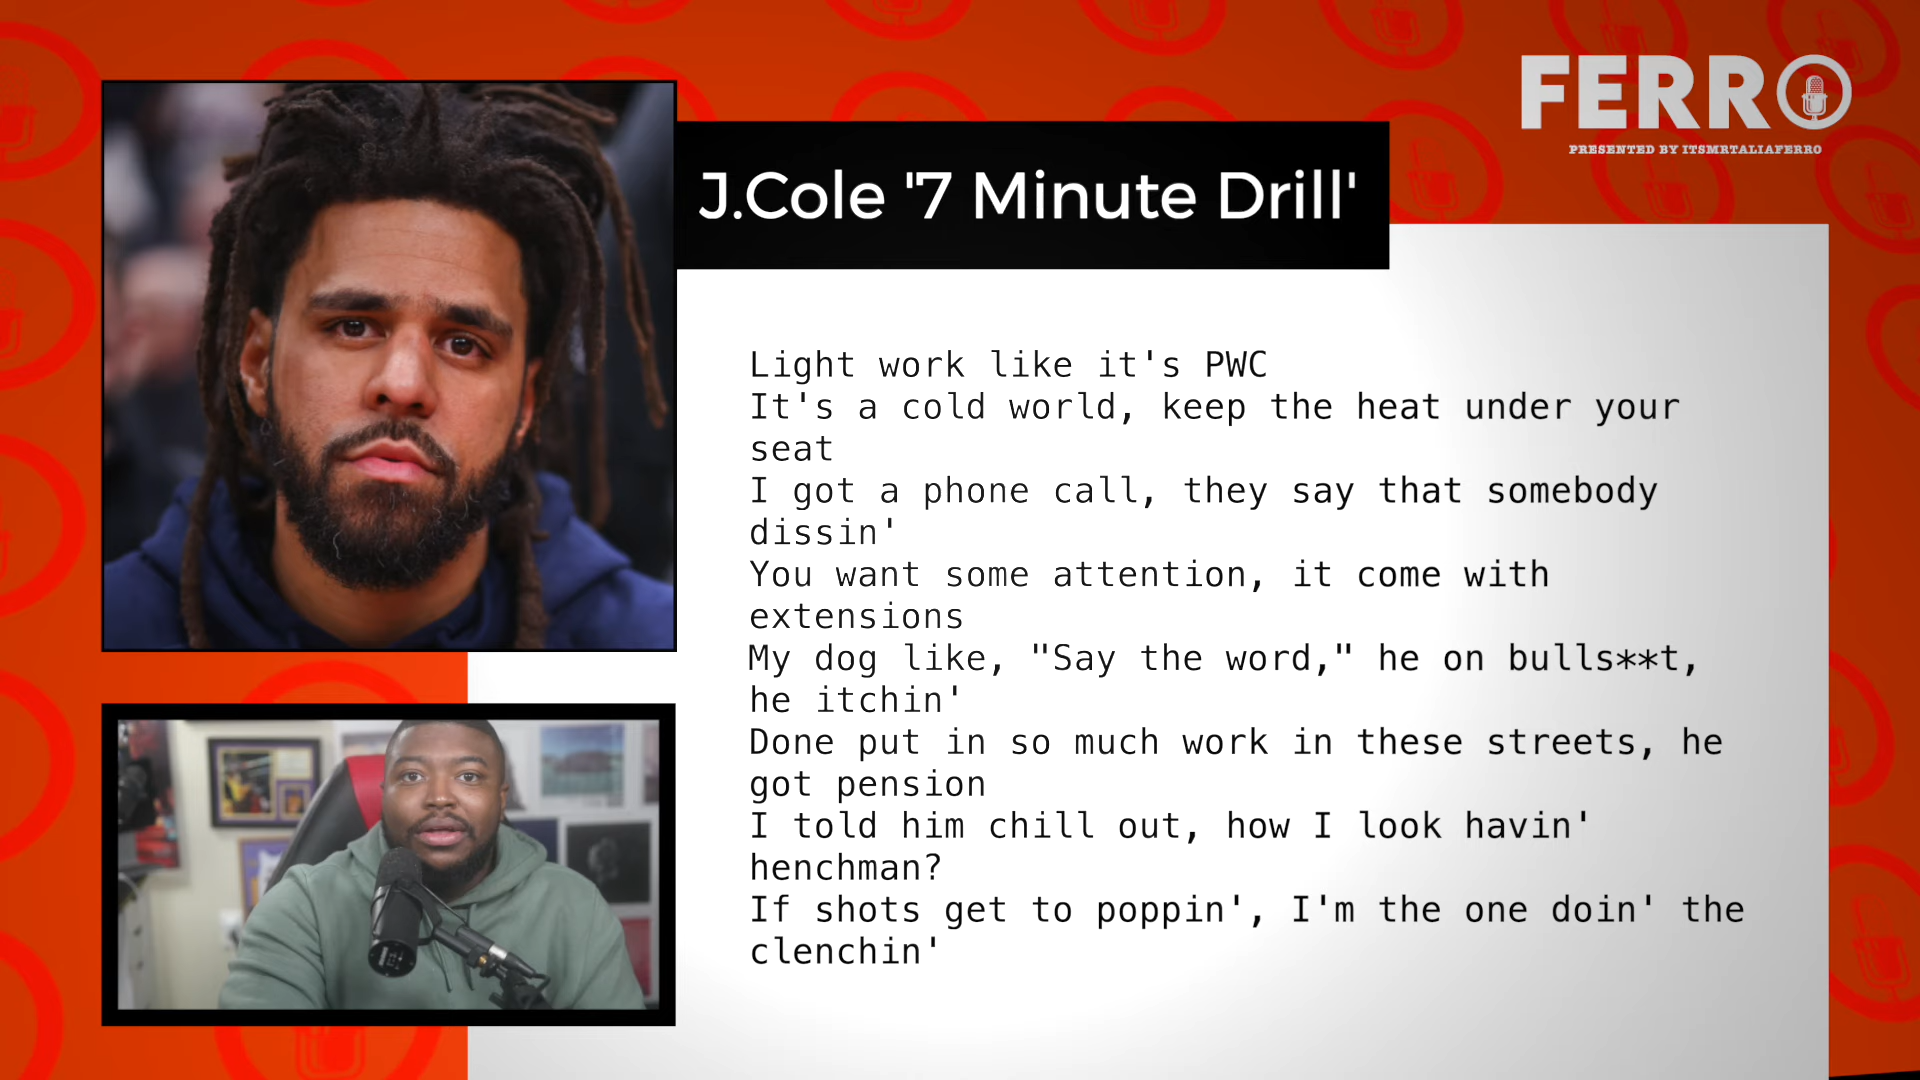 FERRO
PRESENTED BY ITSMRTALIAFERRO
J.Cole '7 Minute Drill'
Light work like it's PWC
It's a cold world, keep the heat under your
seat
I got a phone call, they say that somebody
dissin'
You want some attention, it come with
extensions
My dog like, "Say the word," he on bulls**t,
he itchin'
Done put in so much work in these streets, he
got pension
I told him chill out, how I look havin'
henchman?
If shots get to poppin', I'm the one doin' the
clenchin'